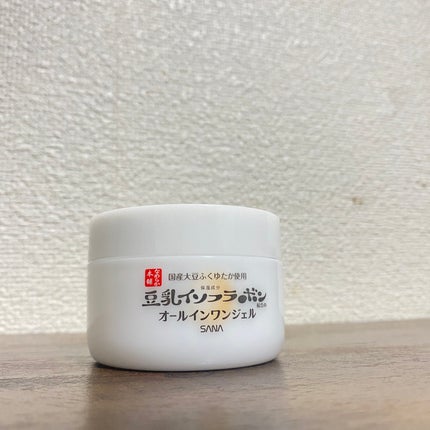 なめらか本舗
国産大豆ふくゆたか使用
保湿成分
豆乳イソフラボン
オールインワンジェル
SANA